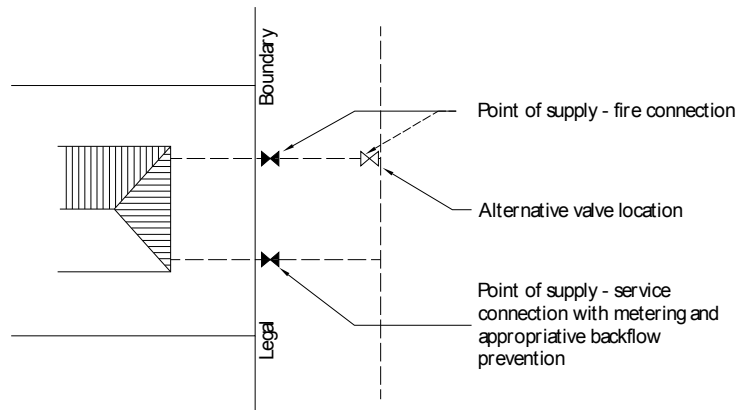 Boundary
Legal
Point of supply - fire connection
Alternative valve location
Point of supply - service
connection with metering and
appropriative backflow
prevention